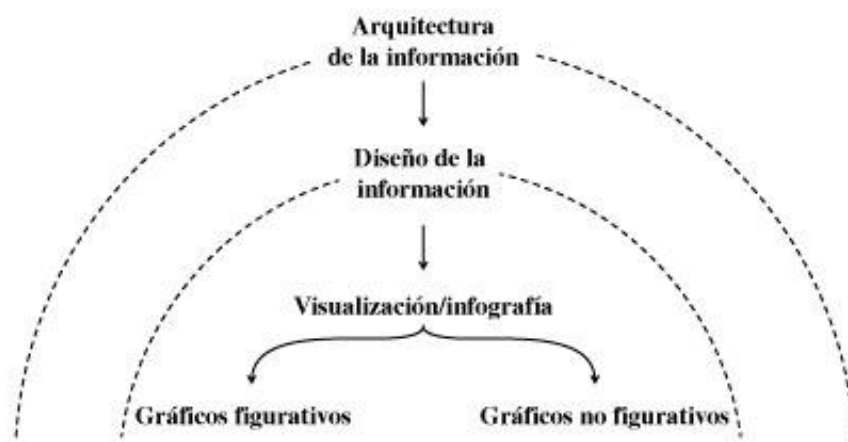 Arquitectura
de la información
Diseño de la
información
Visualización/infografía
Gráficos figurativos
Gráficos no figurativos